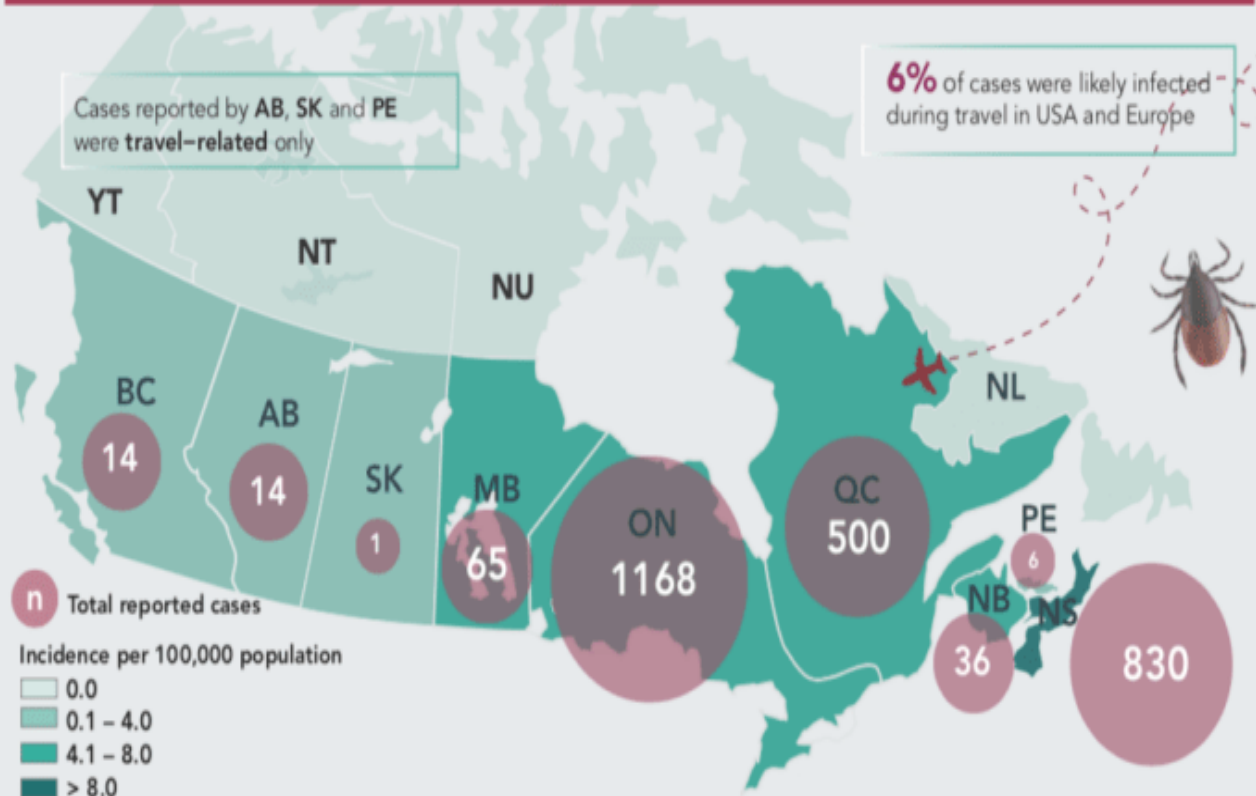 Cases reported by AB, SK and PE
were travel–related only
6% of cases were likely infected
during travel in USA and Europe
YT
NT
NU
BC
14
AB
14
SK
1
MB
65
ON
1168
QC
500
NL
PE
6
NB
36
NS
830
n Total reported cases
Incidence per 100,000 population
0.0
0.1 – 4.0
4.1 – 8.0
> 8.0